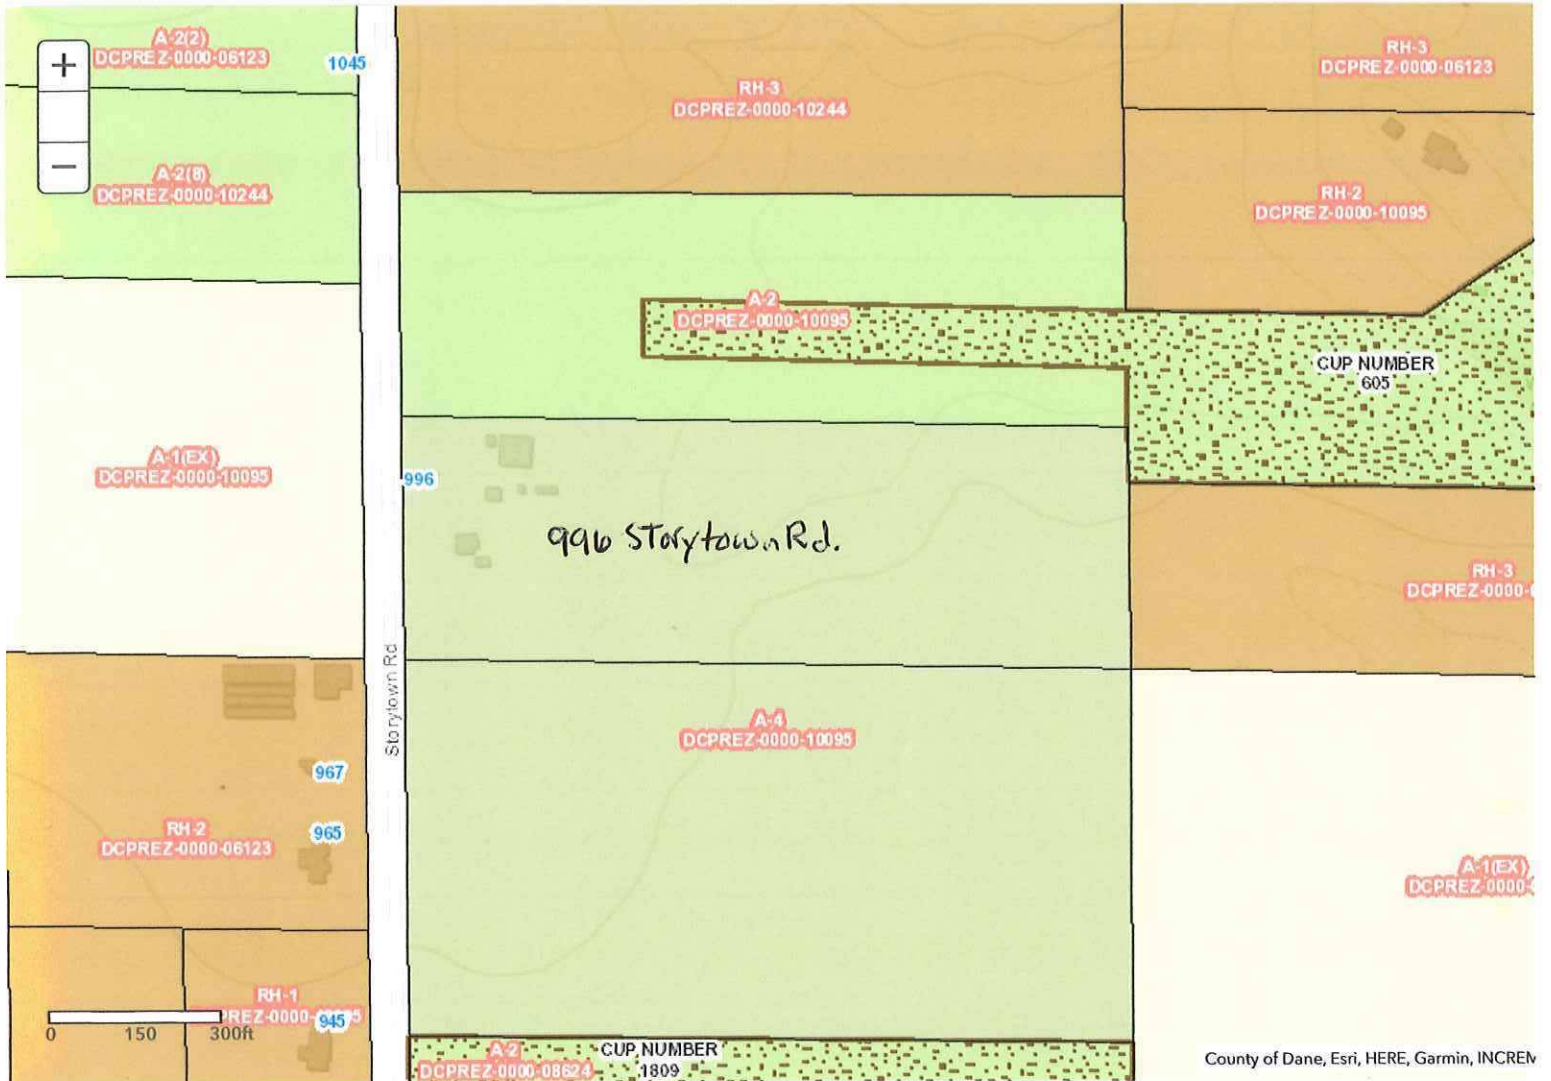 A-2(2)
DCPREZ-0000-06123
1045
RH-3
DCPREZ-0000-10244
RH-3
DCPREZ-0000-06123
+
−
A-2(8)
DCPREZ-0000-10244
RH-2
DCPREZ-0000-10095
A-2
DCPREZ-0000-10095
CUP NUMBER
605
A-1(EX)
DCPREZ-0000-10095
996
996 Storytown Rd.
RH-3
DCPREZ-0000-
Storytown Rd
A-4
DCPREZ-0000-10095
967
965
RH-2
DCPREZ-0000-06123
A-1(EX)
DCPREZ-0000-
RH-1
PREZ-0000- 5
945
0 150 300ft
A-2
DCPREZ-0000-08624
CUP NUMBER
1809
County of Dane, Esri, HERE, Garmin, INCREM